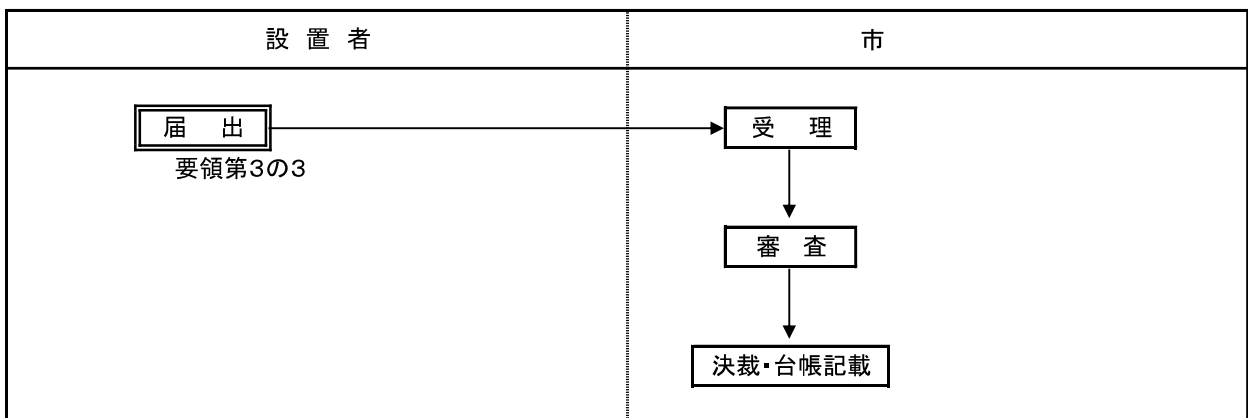 設 置 者
市
届 出
受 理
要領第3の3
審 査
決裁・台帳記載